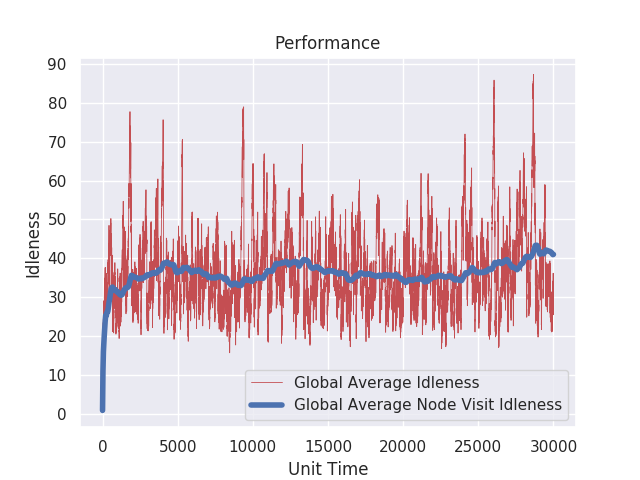 Performance
Idleness
90
80
70
60
50
40
30
20
10
0
Global Average Idleness
Global Average Node Visit Idleness
0 5000 10000 15000 20000 25000 30000
Unit Time